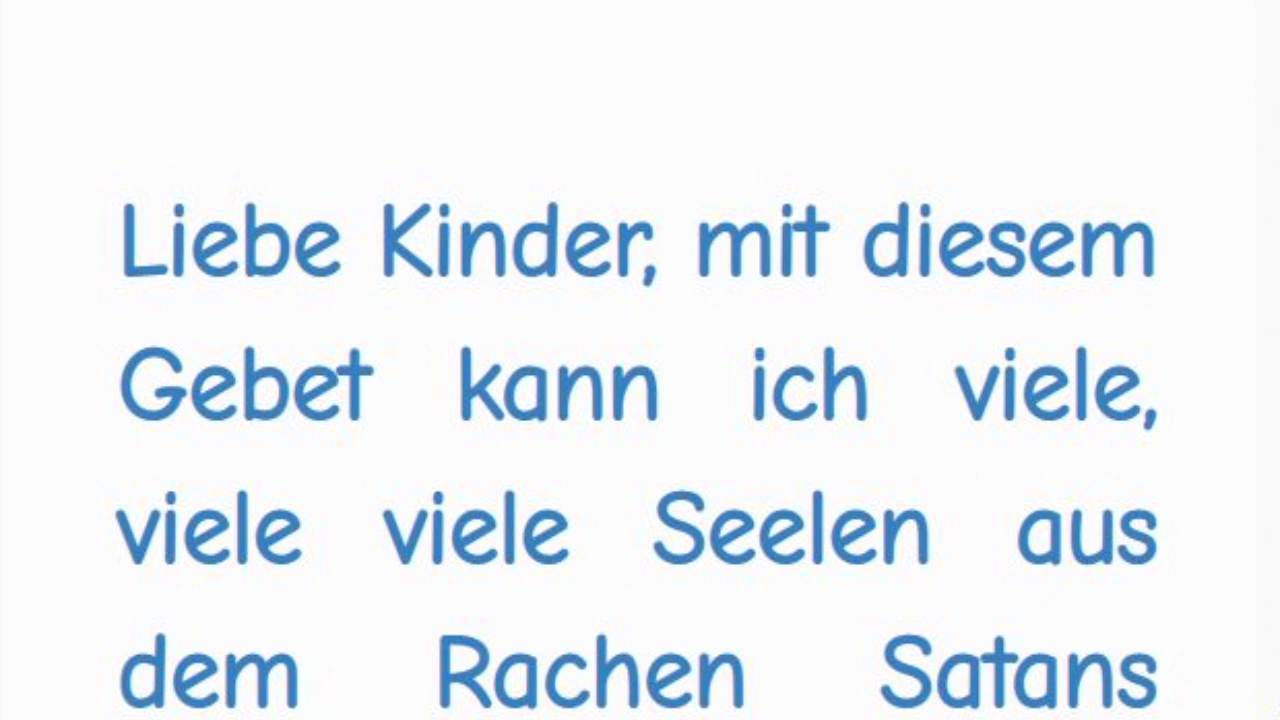 Liebe Kinder, mit diesem
Gebet kann ich viele,
viele viele Seelen aus
dem Rachen Satans